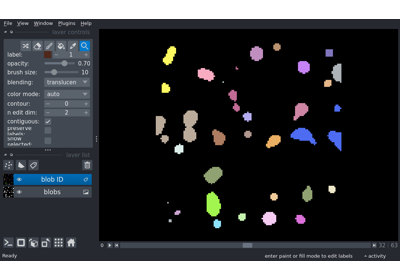 File View Window Plugins Help
layer controls
label: 1
opacity: 0.70
brush size: 10
blending: translucen
color mode: auto
contour: 0
n edit dim: 2
contiguous:
preserve labels:
show selected:
layer list
blob ID
blobs
0 32 63
Ready enter paint or fill mode to edit labels activity